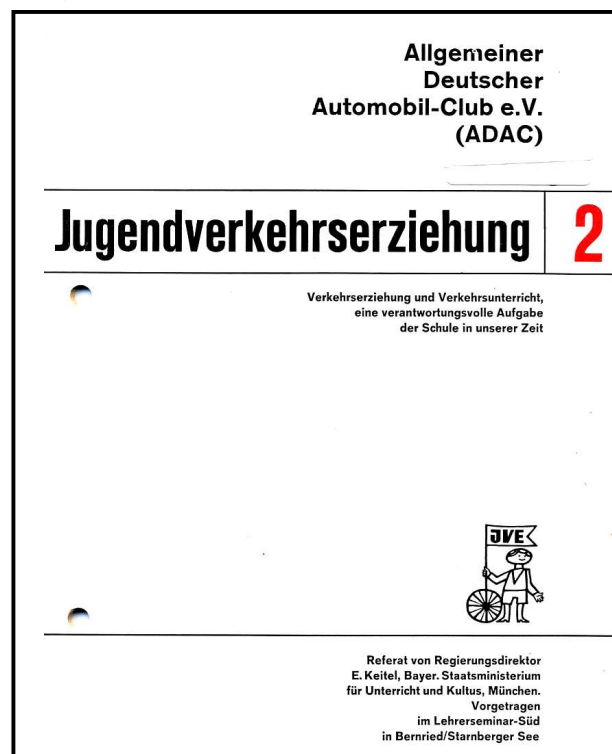 Allgemeiner
Deutscher
Automobil-Club e.V.
(ADAC)
Jugendverkehrserziehung 2
Verkehrserziehung und Verkehrsunterricht,
eine verantwortungsvolle Aufgabe
der Schule in unserer Zeit
JVE
Referat von Regierungsdirektor
E. Keitel, Bayer. Staatsministerium
für Unterricht und Kultus, München.
Vorgetragen
im Lehrerseminar-Süd
in Bernried/Starnberger See